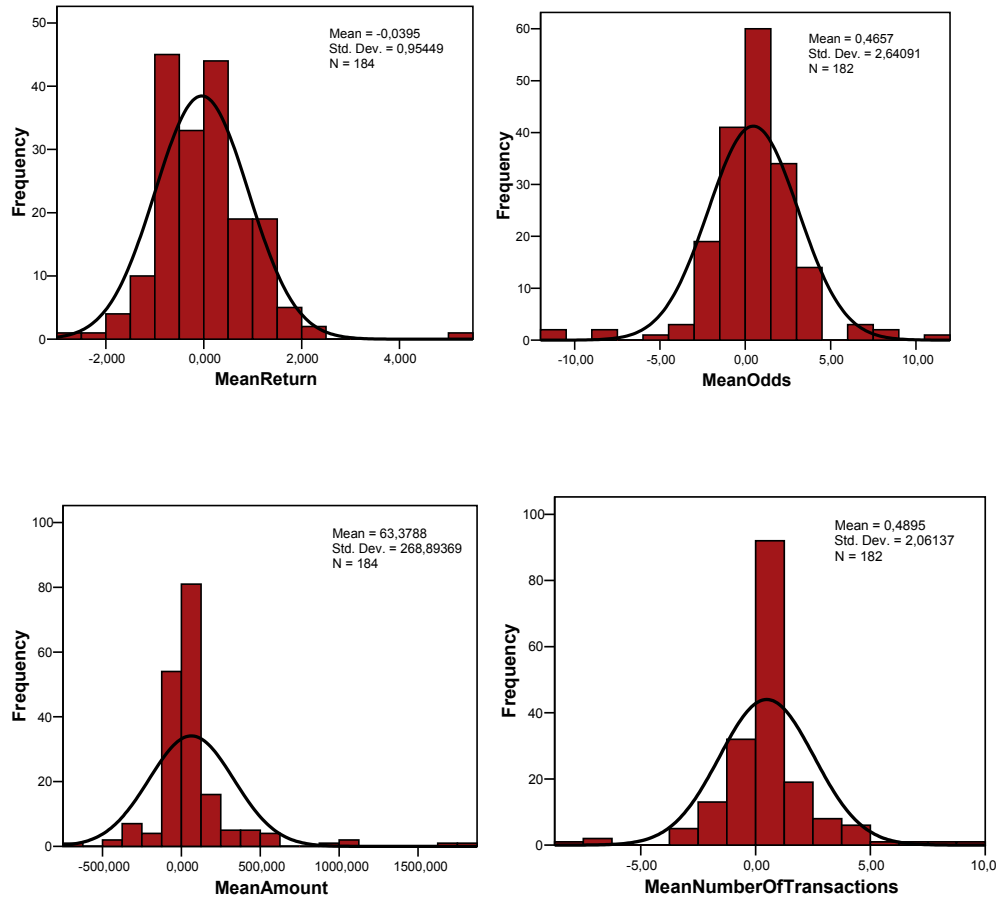 Mean = -0,0395
Std. Dev. = 0,95449
N = 184
50
40
30
20
10
0
Frequency
-2,000 0,000 2,000 4,000
MeanReturn
Mean = 0,4657
Std. Dev. = 2,64091
N = 182
60
50
40
30
20
10
0
Frequency
-10,00 -5,00 0,00 5,00 10,00
MeanOdds
Mean = 63,3788
Std. Dev. = 268,89369
N = 184
100
80
60
40
20
0
Frequency
-500,000 0,000 500,000 1000,000 1500,000
MeanAmount
Mean = 0,4895
Std. Dev. = 2,06137
N = 182
100
80
60
40
20
0
Frequency
-5,00 0,00 5,00 10,0
MeanNumberOfTransactions